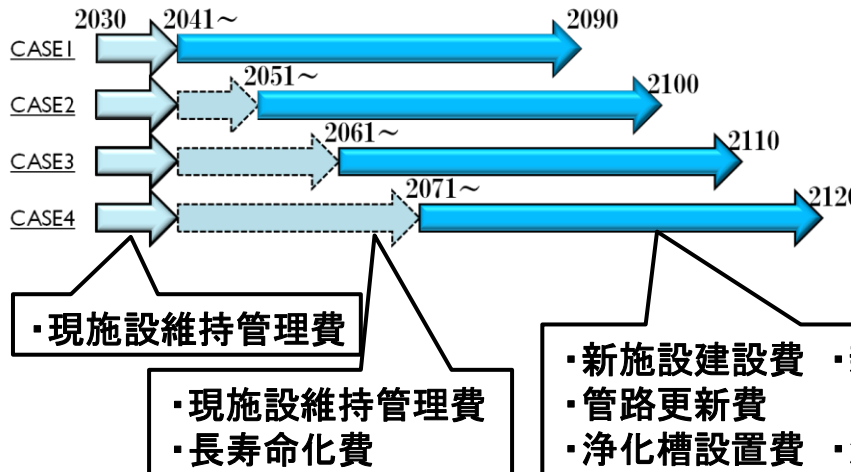 2030 2041～ 2090
CASE1
2051～ 2100
CASE2
2061～ 2110
CASE3
2071～ 2120
CASE4
・現施設維持管理費
・現施設維持管理費
・長寿命化費
・新施設建設費 ・
・管路更新費
・浄化槽設置費 ・